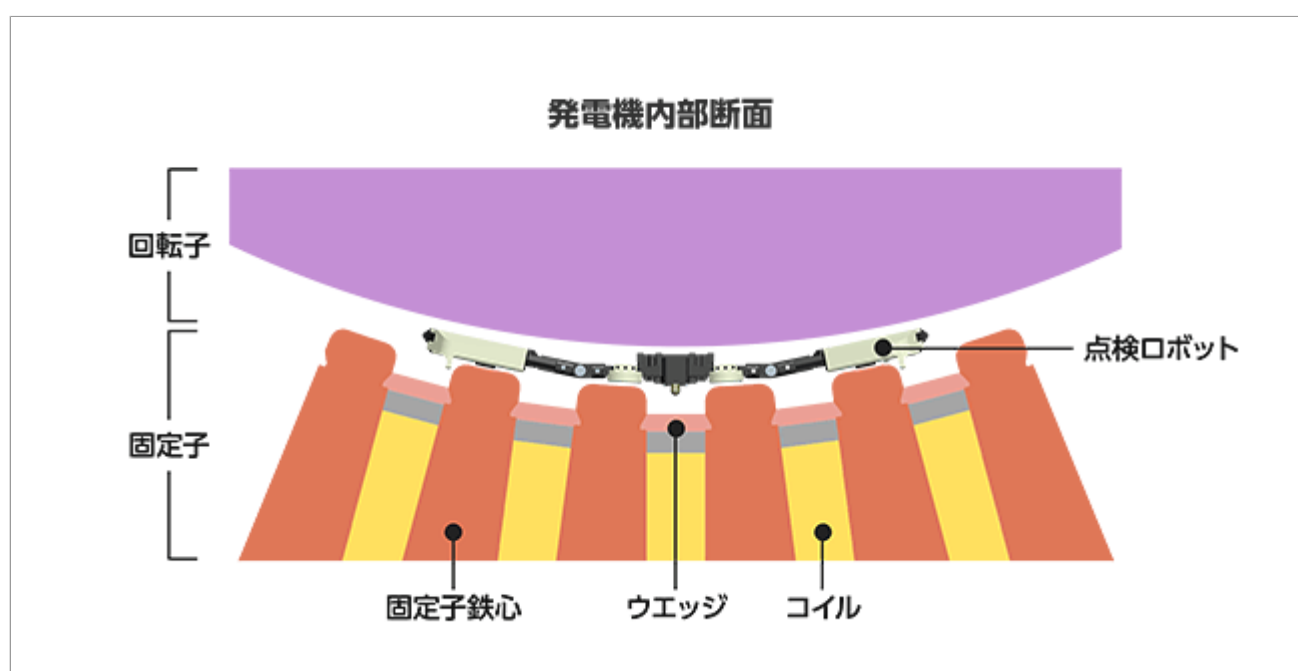 発電機内部断面
回転子
点検ロボット
固定子
固定子鉄心
ウエッジ
コイル